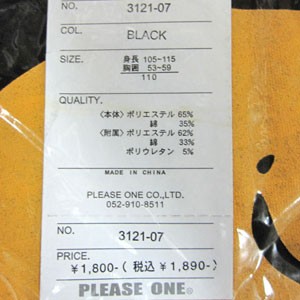 NO. 3121-07
COL. BLACK
SIZE. 身長 105~115
胸囲 53~59
110
QUALITY.
〈本体〉ポリエステル 65%
綿 35%
〈附属〉ポリエステル 62%
綿 33%
ポリウレタン 5%
MADE IN CHINA
PLEASE ONE CO.,LTD.
052-910-8511
NO. 3121-07
PRICE.
¥1,800-(税込 ¥1,890-)
PLEASE ONE®